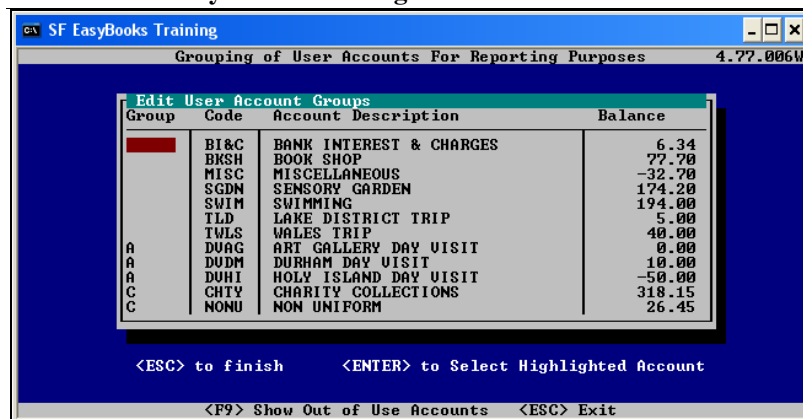 SF EasyBooks Training
Grouping of User Accounts For Reporting Purposes 4.77.006W
Edit User Account Groups
Group Code Account Description Balance
BI&C BANK INTEREST & CHARGES 6.34
BKSH BOOK SHOP 77.70
MISC MISCELLANEOUS -32.70
SGDN SENSORY GARDEN 174.20
SWIM SWIMMING 194.00
TLD LAKE DISTRICT TRIP 5.00
TWLS WALES TRIP 40.00
A DVAG ART GALLERY DAY VISIT 0.00
A DVDM DURHAM DAY VISIT 10.00
A DVHI HOLY ISLAND DAY VISIT -50.00
C CHTY CHARITY COLLECTIONS 318.15
C NONU NON UNIFORM 26.45
<ESC> to finish <ENTER> to Select Highlighted Account
<F9> Show Out of Use Accounts <ESC> Exit